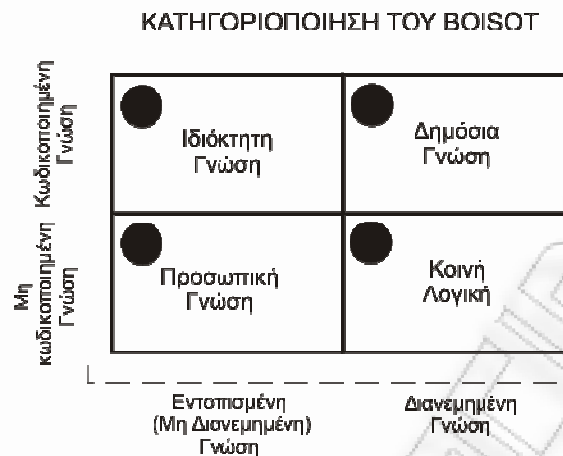 ΚΑΤΗΓΟΡΙΟΠΟΙΗΣΗ ΤΟΥ BOISOT
Κωδικοποιημένη
Γνώση
Ιδιόκτητη
Γνώση
Δημόσια
Γνώση
Μη
κωδικοποιημένη
Γνώση
Προσωπική
Γνώση
Κοινή
Λογική
Εντοπισμένη
(Μη Διανεμημένη)
Γνώση
Διανεμημένη
Γνώση